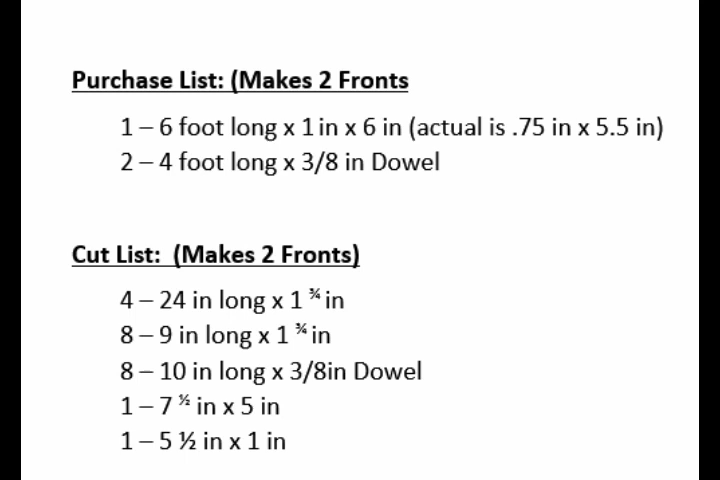 Purchase List: (Makes 2 Fronts
1 – 6 foot long x 1 in x 6 in (actual is .75 in x 5.5 in)
2 – 4 foot long x 3/8 in Dowel
Cut List:  (Makes 2 Fronts)
4 – 24 in long x 1 ¾ in
8 – 9 in long x 1 ¾ in
8 – 10 in long x 3/8in Dowel
1 – 7 ½ in x 5 in
1 – 5 ½ in x 1 in